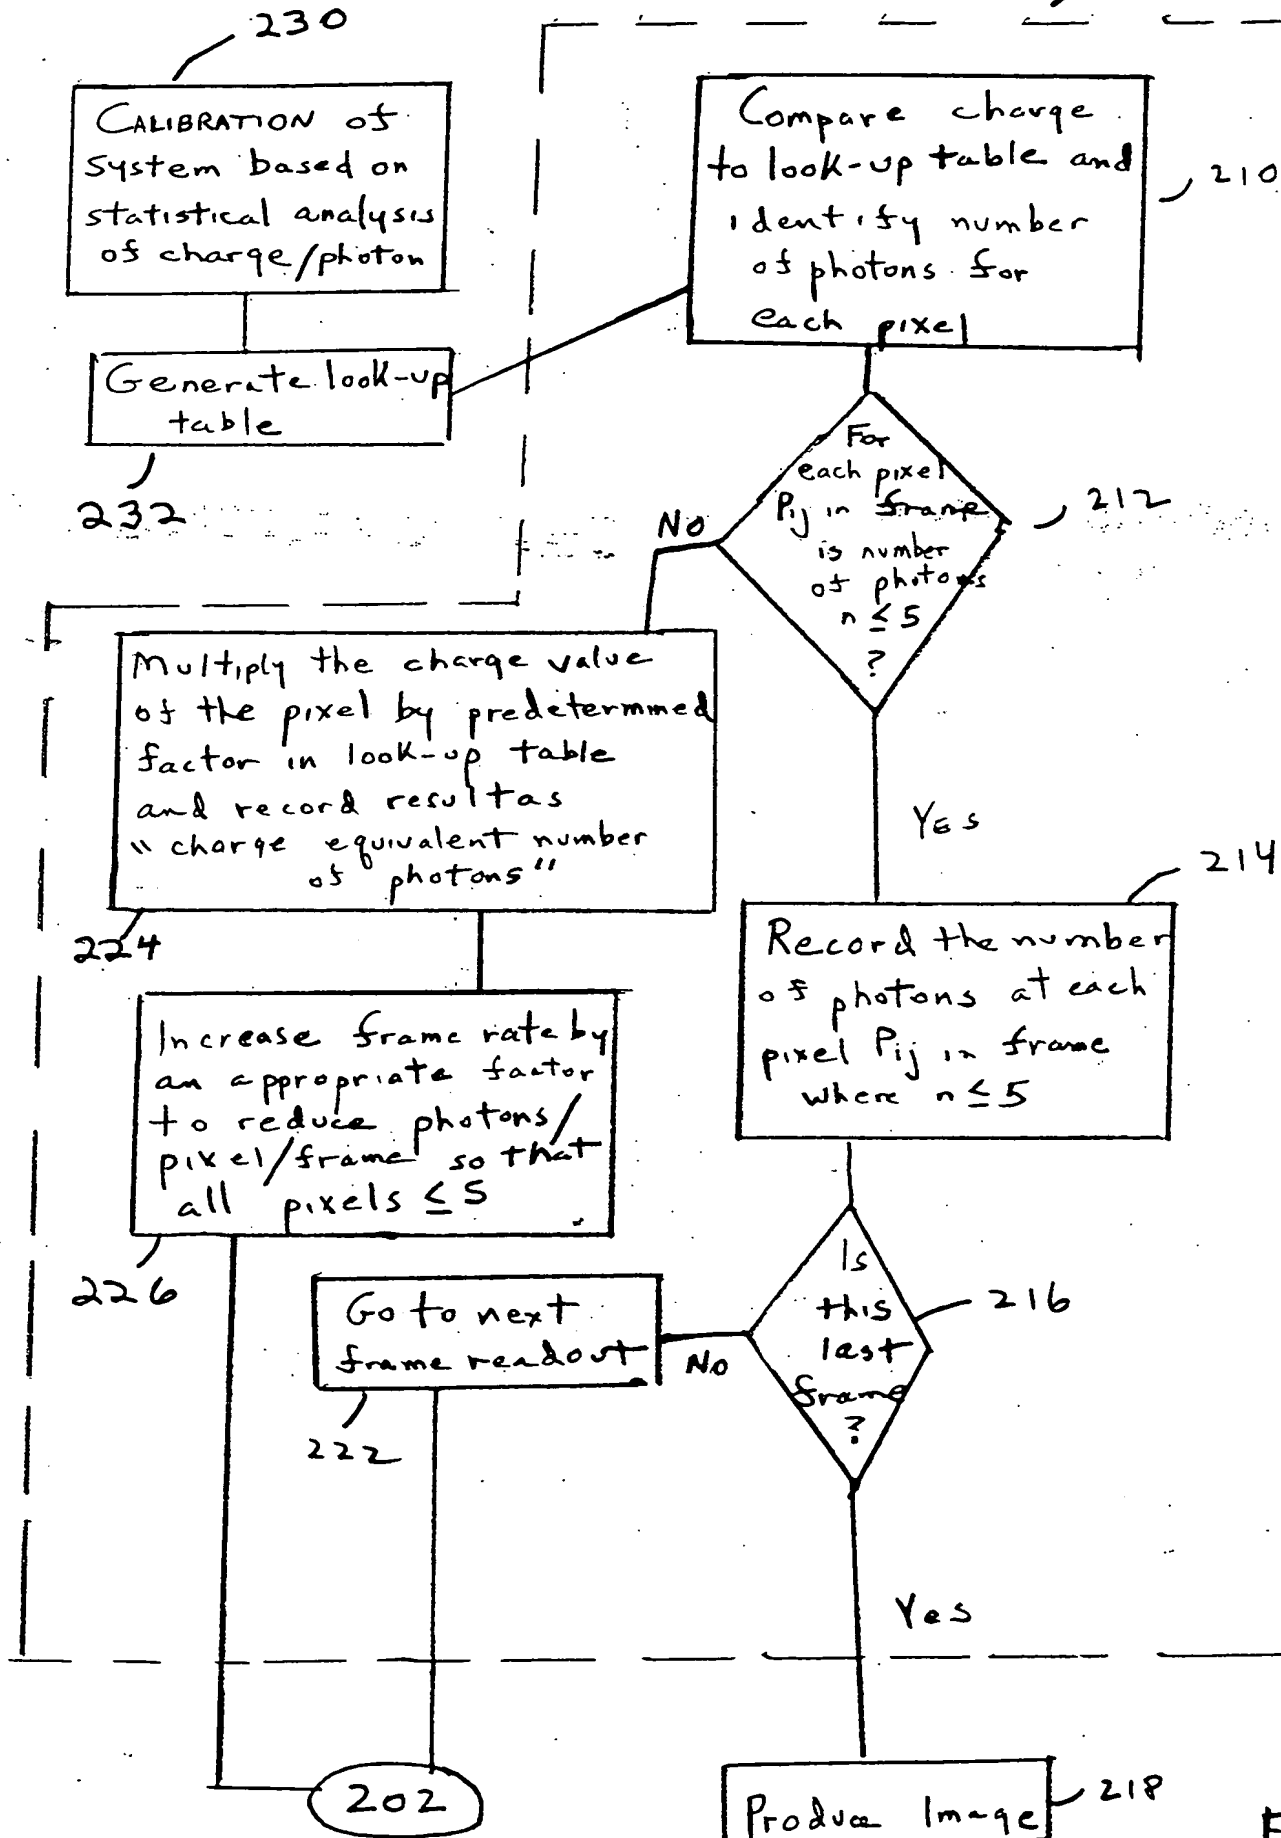 230
CALIBRATION of
system based on
statistical analysis
of charge/photon
Generate look-up
table
232
Compare charge
to look-up table and
identify number
of photons for
each pixel
210
For
each pixel
Pij in frame
is number
of photons
n ≤ 5
?
212
No
YES
Multiply the charge value
of the pixel by predetermined
factor in look-up table
and record result as
"charge equivalent number
of photons"
224
214
Record the number
of photons at each
pixel Pij in frame
where n ≤ 5
Increase frame rate by
an appropriate factor
to reduce photons/
pixel/frame so that
all pixels ≤ 5
226
Is
this
last
frame
?
216
No
Go to next
frame readout
222
Yes
202
Produce Image
218